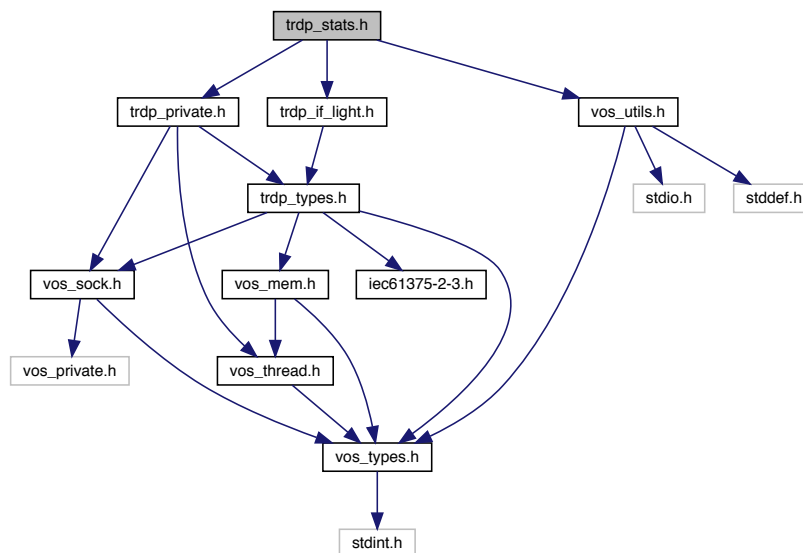 trdp_stats.h
trdp_private.h
trdp_if_light.h
vos_utils.h
trdp_types.h
stdio.h
stddef.h
vos_sock.h
vos_mem.h
iec61375-2-3.h
vos_private.h
vos_thread.h
vos_types.h
stdint.h